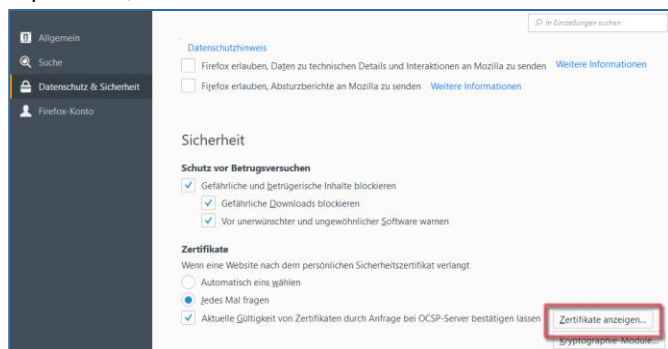 In Einstellungen suchen
Allgemein
Suche
Datenschutz & Sicherheit
Firefox-Konto
Datenschutzhinweis
Firefox erlauben, Daten zu technischen Details und Interaktionen an Mozilla zu senden Weitere Informationen
Firefox erlauben, Absturzberichte an Mozilla zu senden Weitere Informationen
Sicherheit
Schutz vor Betrugsversuchen
Gefährliche und betrügerische Inhalte blockieren
Gefährliche Downloads blockieren
Vor unerwünschter und ungewöhnlicher Software warnen
Zertifikate
Wenn eine Website nach dem persönlichen Sicherheitszertifikat verlangt
Automatisch eins wählen
Jedes Mal fragen
Aktuelle Gültigkeit von Zertifikaten durch Anfrage bei OCSP-Server bestätigen lassen Zertifikate anzeigen...
Kryptographie-Module...